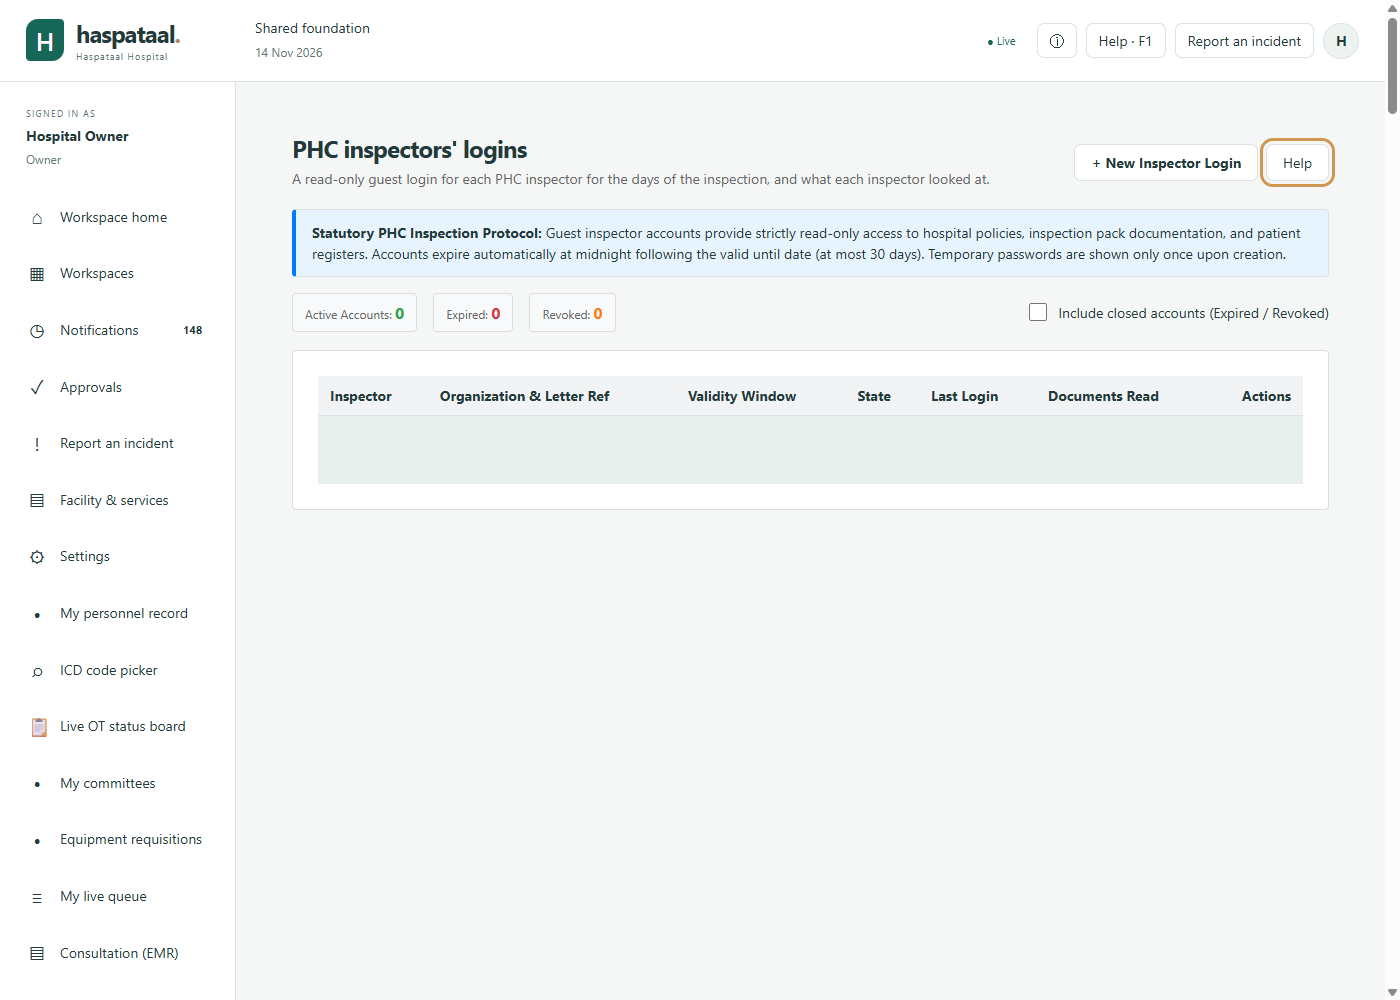 H
haspataal.
Haspataal Hospital
Shared foundation
14 Nov 2026
● Live
ⓘ
Help · F1
Report an incident
H
SIGNED IN AS
Hospital Owner
Owner
Workspace home
Workspaces
Notifications 148
Approvals
! Report an incident
Facility & services
Settings
• My personnel record
ICD code picker
Live OT status board
• My committees
• Equipment requisitions
My live queue
Consultation (EMR)
PHC inspectors' logins
A read-only guest login for each PHC inspector for the days of the inspection, and what each inspector looked at.
+ New Inspector Login
Help
Statutory PHC Inspection Protocol: Guest inspector accounts provide strictly read-only access to hospital policies, inspection pack documentation, and patient
registers. Accounts expire automatically at midnight following the valid until date (at most 30 days). Temporary passwords are shown only once upon creation.
Active Accounts: 0
Expired: 0
Revoked: 0
Include closed accounts (Expired / Revoked)
Inspector Organization & Letter Ref Validity Window State Last Login Documents Read Actions